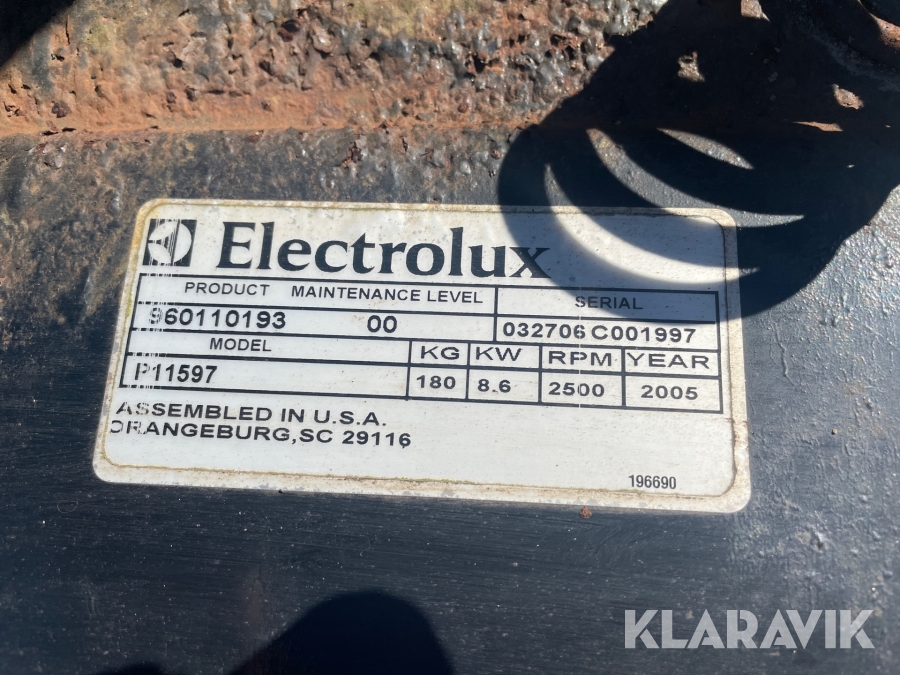 Electrolux
PRODUCT MAINTENANCE LEVEL SERIAL
960110193 00 032706 C001997
MODEL KG KW RPM YEAR
P11597 180 8.6 2500 2005
ASSEMBLED IN U.S.A.
ORANGEBURG, SC 29116
196690
KLARAVIK